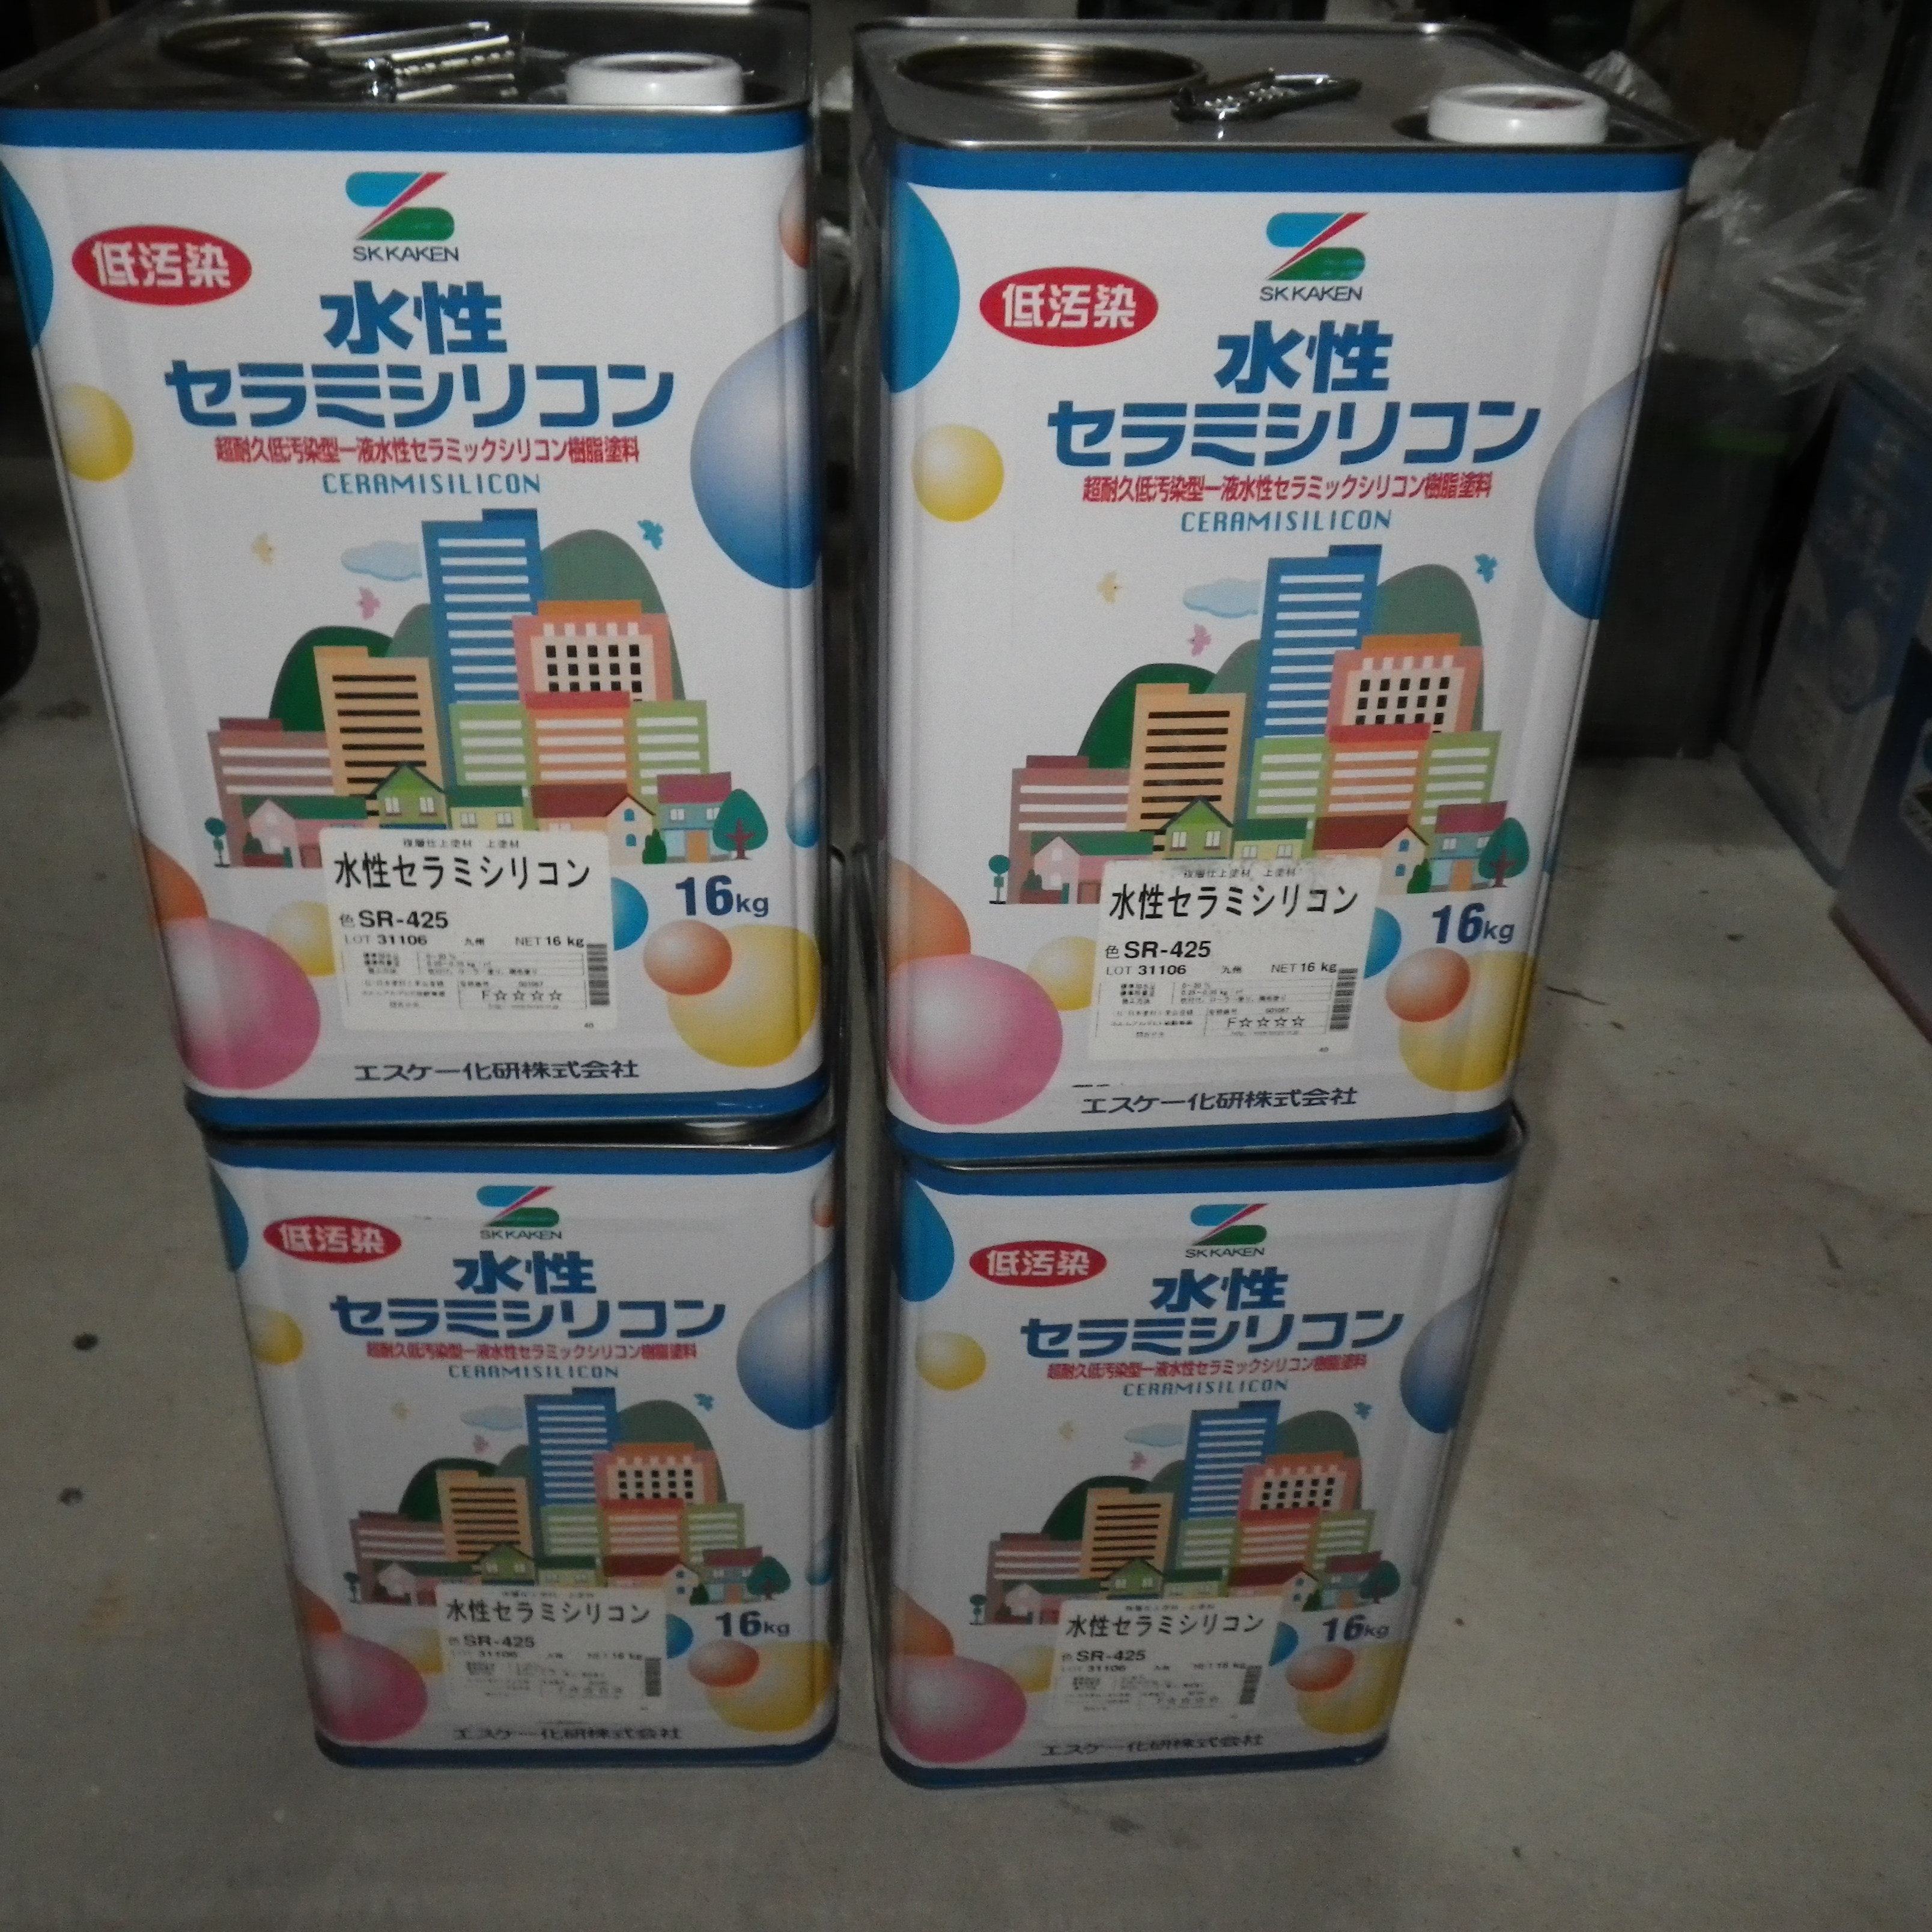 SK KAKEN
低汚染
水性
セラミシリコン
超耐久低汚染型一液水性セラミックシリコン樹脂塗料
CERAMISILICON
複層仕上塗材 上塗材
水性セラミシリコン
16kg
色 SR-425
LOT 31106 九州 NET 16 kg
F☆☆☆☆
エスケー化研株式会社
SK KAKEN
低汚染
水性
セラミシリコン
超耐久低汚染型一液水性セラミックシリコン樹脂塗料
CERAMISILICON
複層仕上塗材 上塗材
水性セラミシリコン
16kg
色 SR-425
LOT 31106 九州 NET 16 kg
F☆☆☆☆
エスケー化研株式会社
SK KAKEN
低汚染
水性
セラミシリコン
超耐久低汚染型一液水性セラミックシリコン樹脂塗料
CERAMISILICON
水性セラミシリコン
16kg
色 SR-425
LOT 31106 NET 16 kg
エスケー化研株式会社
SK KAKEN
低汚染
水性
セラミシリコン
超耐久低汚染型一液水性セラミックシリコン樹脂塗料
CERAMISILICON
水性セラミシリコン
16kg
色 SR-425
LOT 31106 NET 16 kg
エスケー化研株式会社